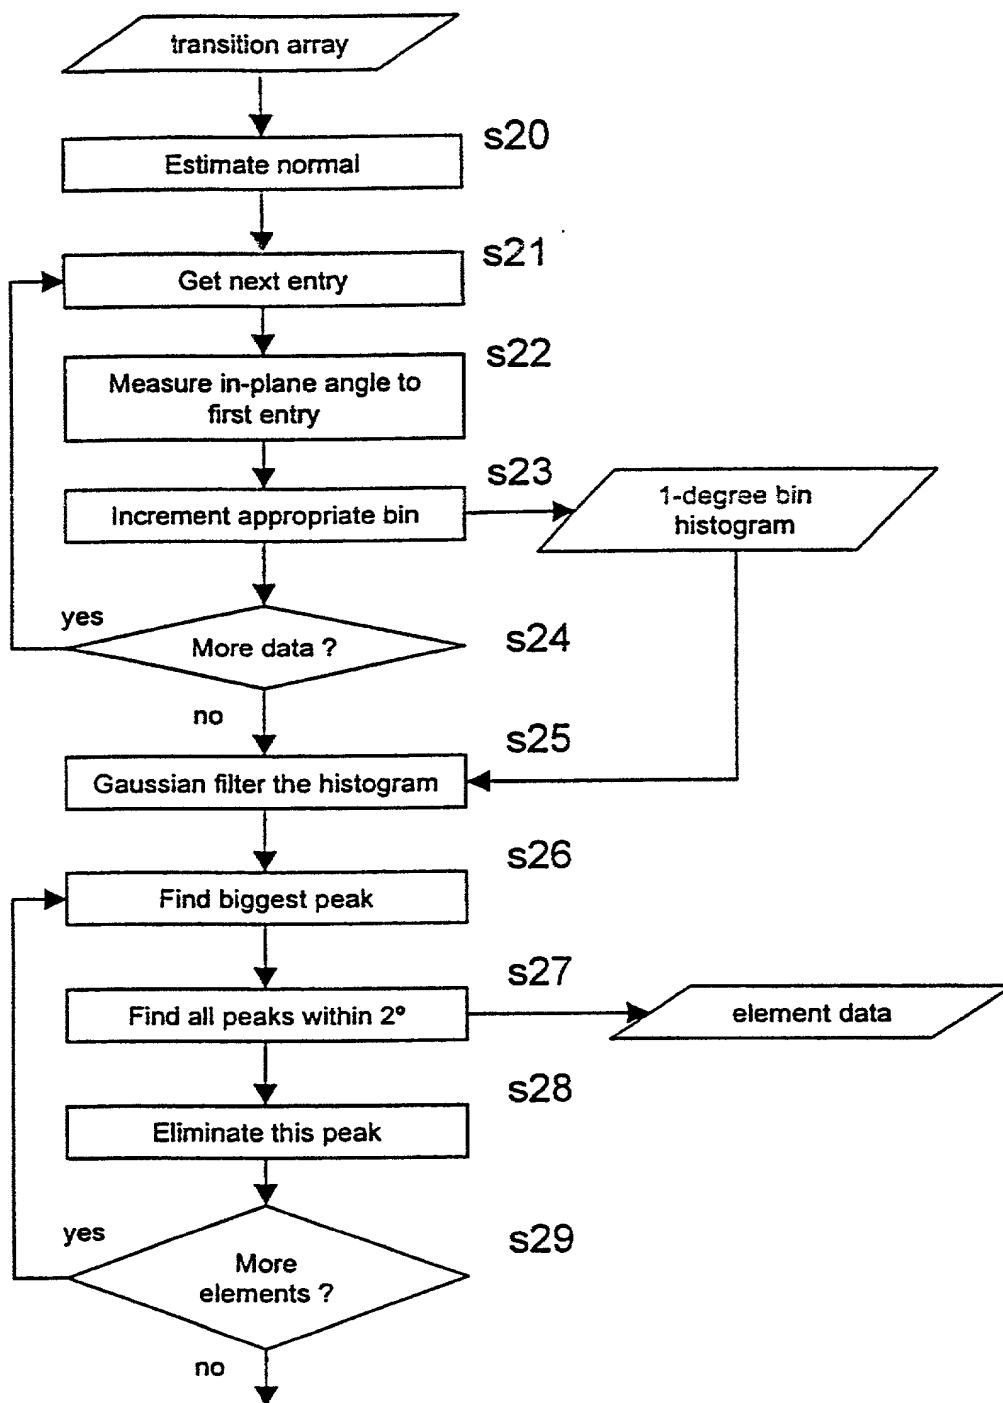 transition array
s20
Estimate normal
s21
Get next entry
s22
Measure in-plane angle to
first entry
s23
Increment appropriate bin
1-degree bin
histogram
yes
More data ?
s24
no
s25
Gaussian filter the histogram
s26
Find biggest peak
s27
Find all peaks within 2º
element data
s28
Eliminate this peak
yes
s29
More
elements ?
no